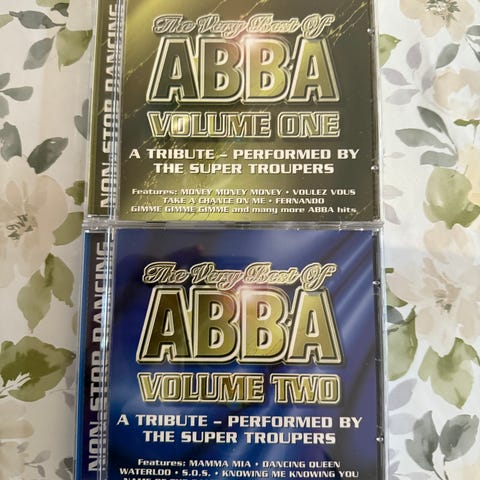 NON-STOP DANCING
The Very Best Of
ABBA
VOLUME ONE
A TRIBUTE – PERFORMED BY
THE SUPER TROUPERS
Features: MONEY MONEY MONEY • VOULEZ VOUS
TAKE A CHANCE ON ME • FERNANDO
GIMME GIMME GIMME and many more ABBA hits
NON-STOP DANCING
The Very Best Of
ABBA
VOLUME TWO
A TRIBUTE – PERFORMED BY
THE SUPER TROUPERS
Features: MAMMA MIA • DANCING QUEEN
WATERLOO • S.O.S. • KNOWING ME KNOWING YOU
NAME OF THE